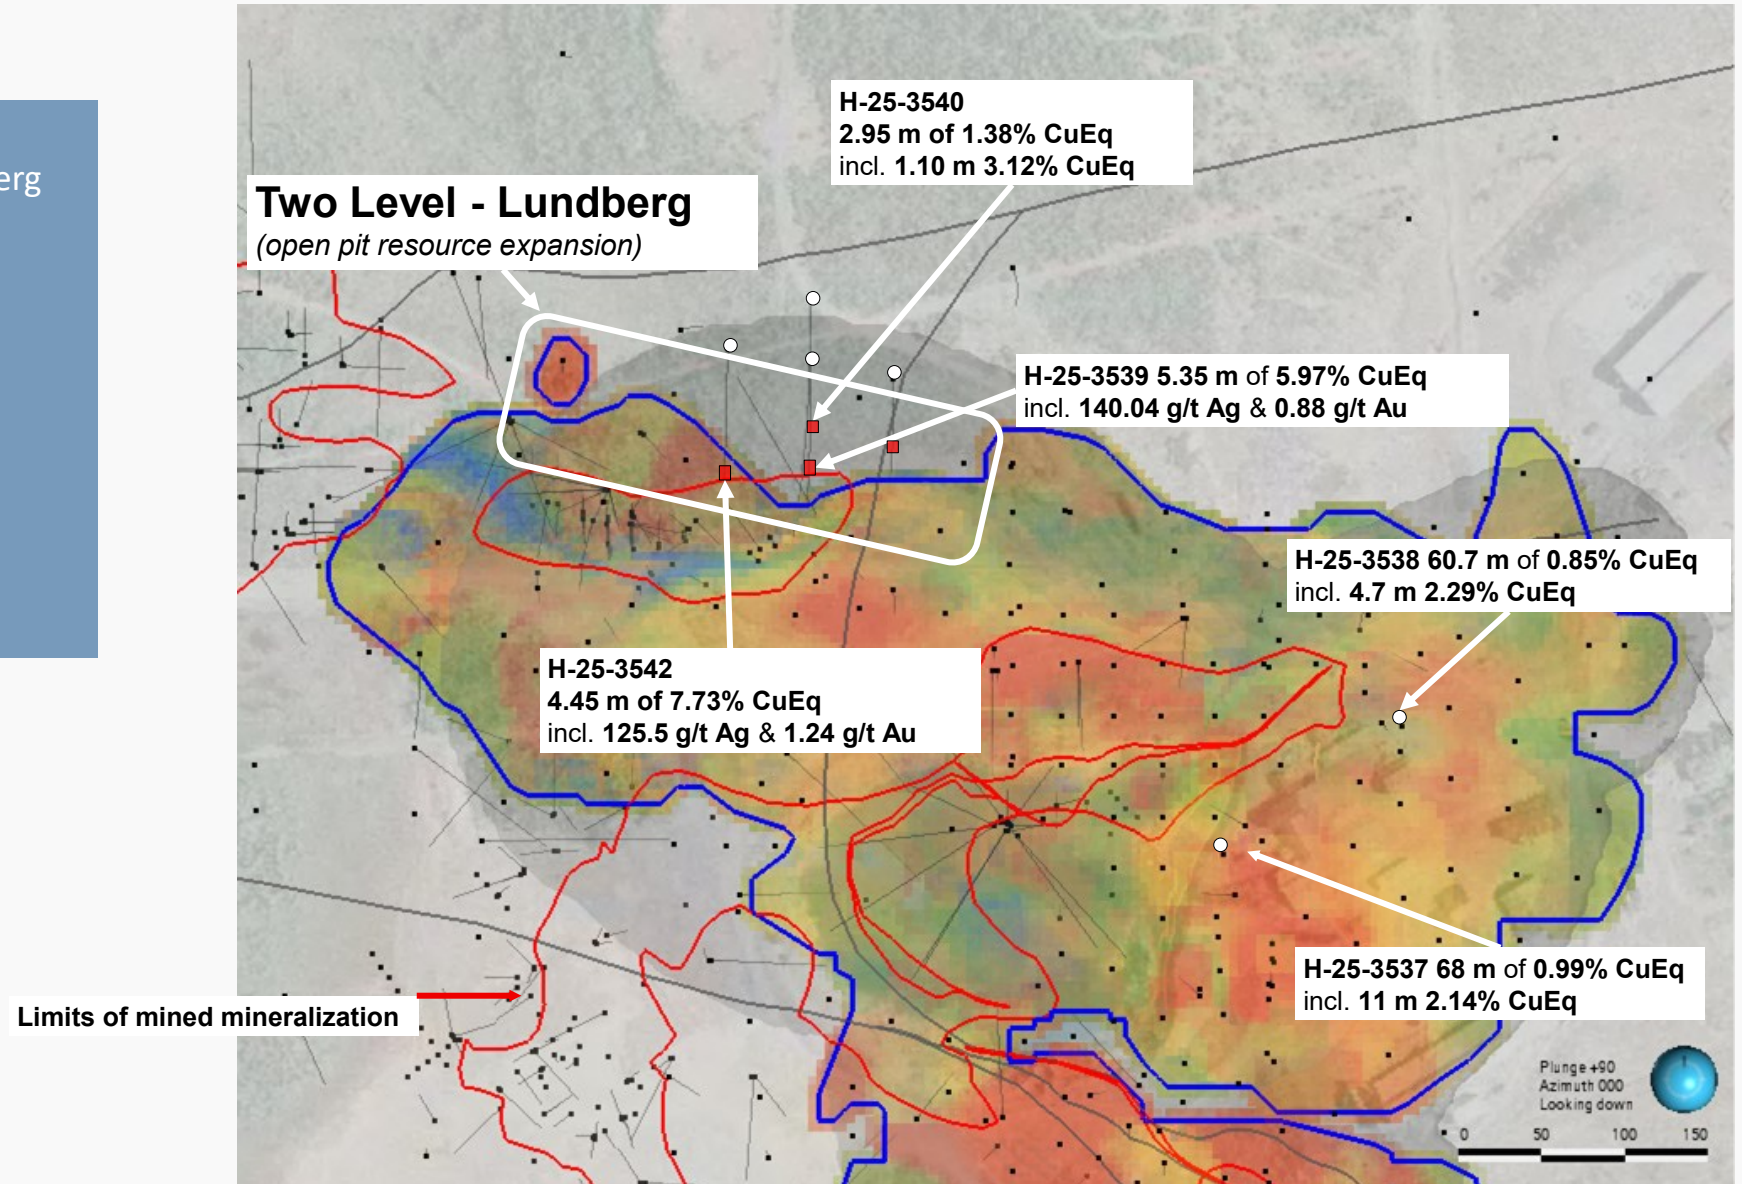 erg
H-25-3540
2.95 m of 1.38% CuEq
incl. 1.10 m 3.12% CuEq
Two Level - Lundberg
(open pit resource expansion)
H-25-3539 5.35 m of 5.97% CuEq
incl. 140.04 g/t Ag & 0.88 g/t Au
H-25-3538 60.7 m of 0.85% CuEq
incl. 4.7 m 2.29% CuEq
H-25-3542
4.45 m of 7.73% CuEq
incl. 125.5 g/t Ag & 1.24 g/t Au
H-25-3537 68 m of 0.99% CuEq
incl. 11 m 2.14% CuEq
Limits of mined mineralization
Plunge +90
Azimuth 000
Looking down
0 50 100 150